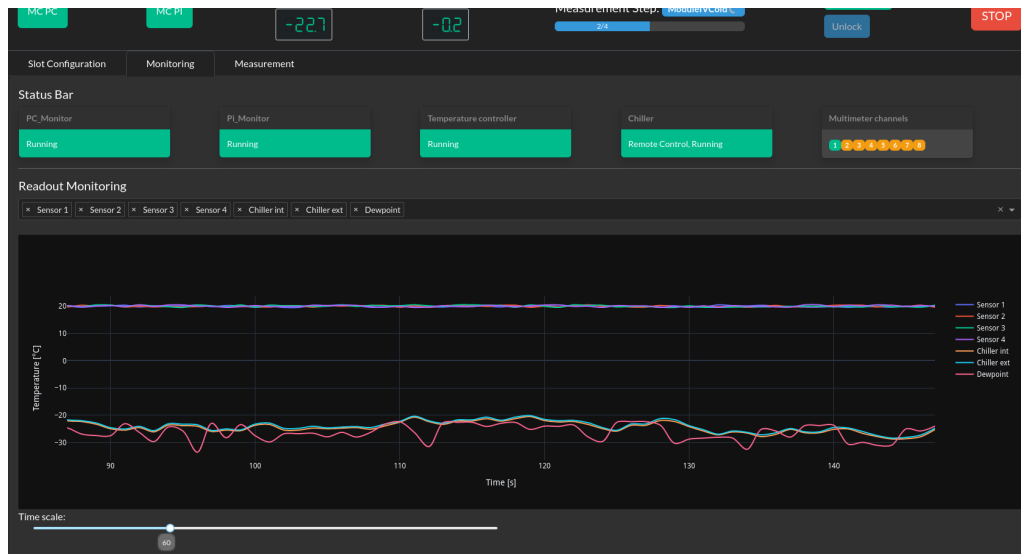 MC PC MC PI -22.7 -0.2 Measurement Step: ModuleIVCold STOP
2/4 Unlock
Slot Configuration Monitoring Measurement
Status Bar
PC_Monitor Pi_Monitor Temperature controller Chiller Multimeter channels
Running Running Running Remote Control, Running 1 2 3 4 5 6 7 8
Readout Monitoring
× Sensor 1 × Sensor 2 × Sensor 3 × Sensor 4 × Chiller int × Chiller ext × Dewpoint ×
20
10
0
−10
−20
−30
Temperature [°C]
90 100 110 120 130 140
Time [s]
Sensor 1
Sensor 2
Sensor 3
Sensor 4
Chiller int
Chiller ext
Dewpoint
Time scale:
60